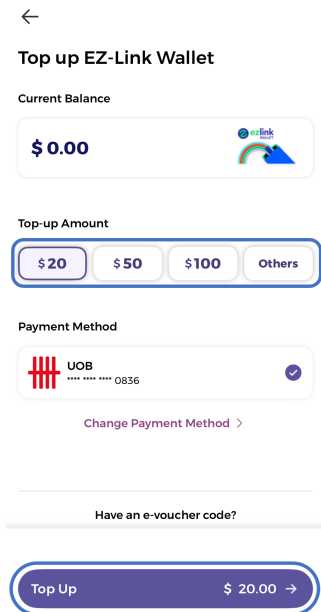 Top up EZ-Link Wallet
Current Balance
$ 0.00
ezlink
WALLET
Top-up Amount
$ 20 $ 50 $ 100 Others
Payment Method
UOB
•••• •••• •••• 0836
Change Payment Method >
Have an e-voucher code?
Top Up $ 20.00 →